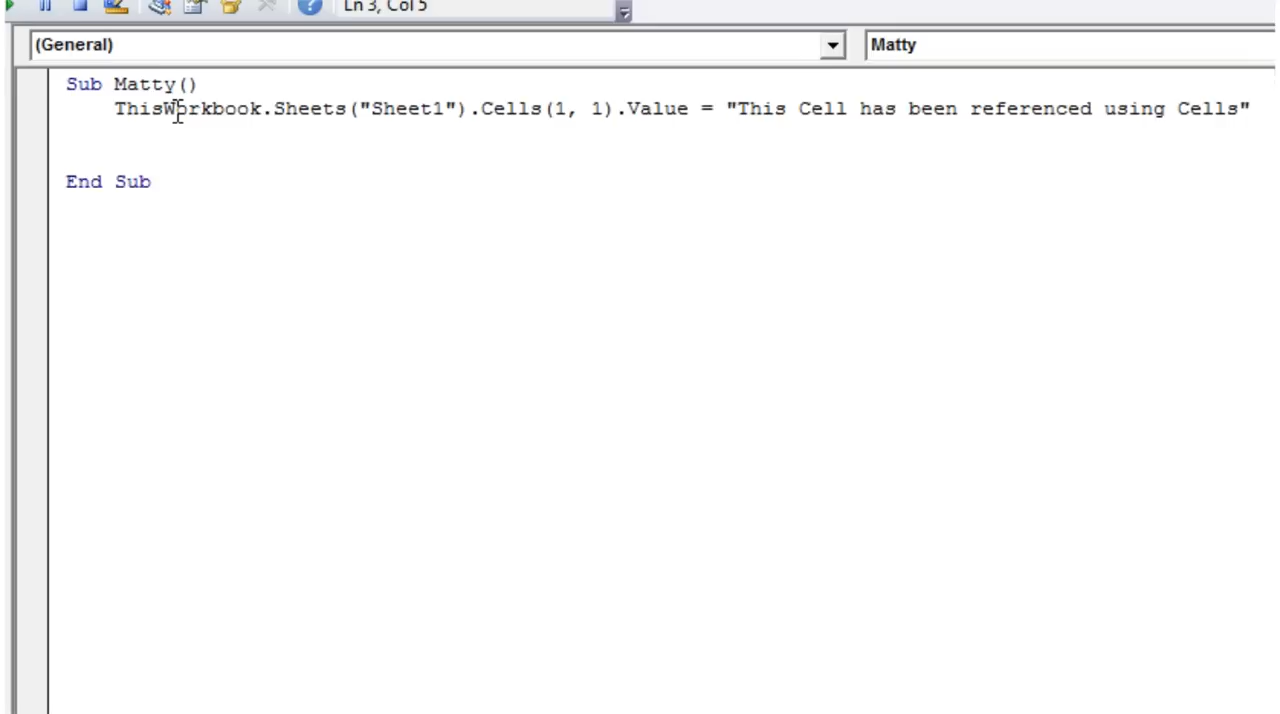 Ln 3, Col 5
(General) Matty
Sub Matty()
ThisWorkbook.Sheets("Sheet1").Cells(1, 1).Value = "This Cell has been referenced using Cells"
End Sub